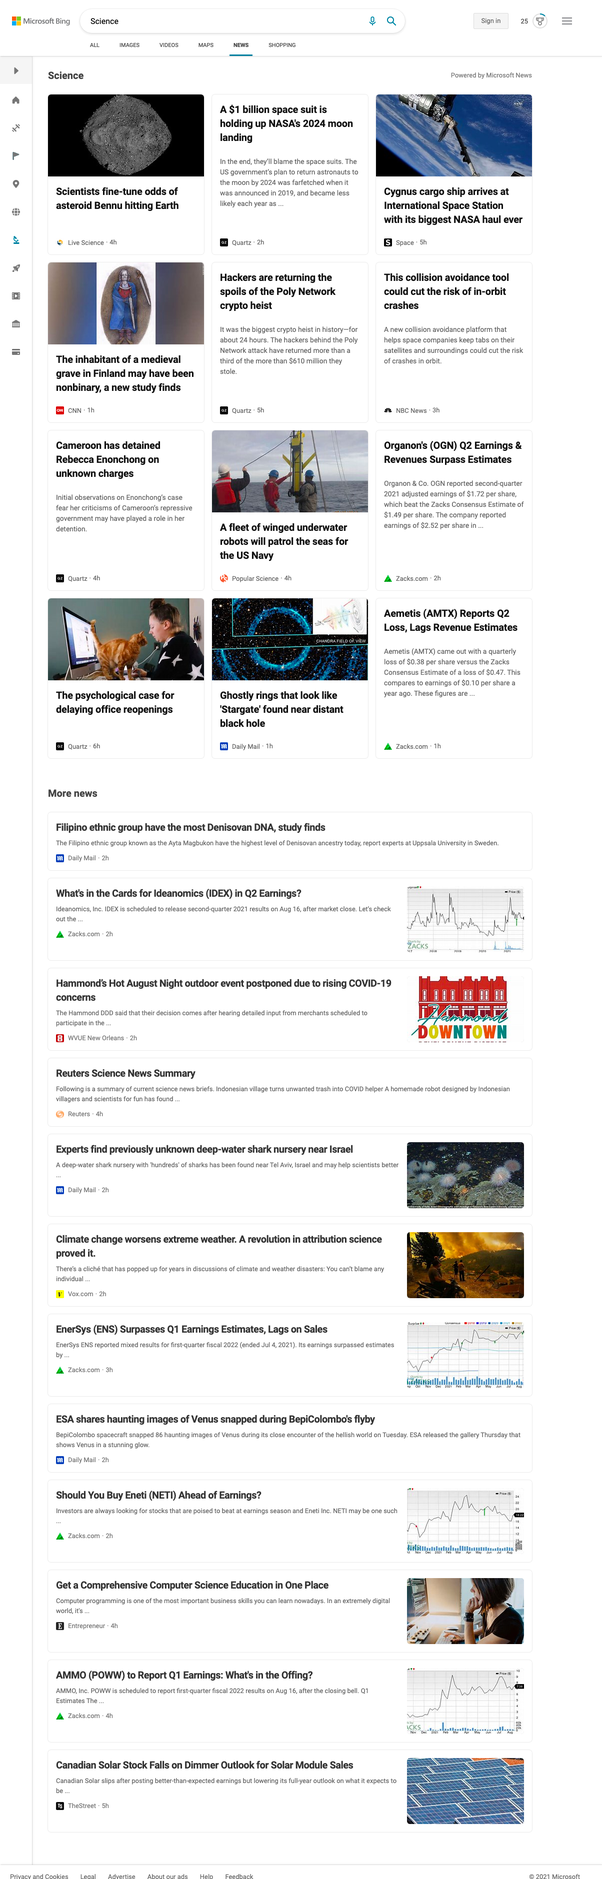 Microsoft Bing
Science
Sign in
25
ALL
IMAGES
VIDEOS
MAPS
NEWS
SHOPPING
Science
Powered by Microsoft News
Scientists fine-tune odds of
asteroid Bennu hitting Earth
Live Science · 4h
A $1 billion space suit is
holding up NASA's 2024 moon
landing
In the end, they'll blame the space suits. The
US government's plan to return astronauts to
the moon by 2024 was farfetched when it
was announced in 2019, and became less
likely each year as ...
Quartz · 2h
Cygnus cargo ship arrives at
International Space Station
with its biggest NASA haul ever
Space · 5h
The inhabitant of a medieval
grave in Finland may have been
nonbinary, a new study finds
CNN · 1h
Hackers are returning the
spoils of the Poly Network
crypto heist
It was the biggest crypto heist in history—for
about 24 hours. The hackers behind the Poly
Network attack have returned more than a
third of the more than $610 million they
stole.
Quartz · 5h
This collision avoidance tool
could cut the risk of in-orbit
crashes
A new collision avoidance platform that
helps space companies keep tabs on their
satellites and surroundings could cut the risk
of crashes in orbit.
NBC News · 3h
Cameroon has detained
Rebecca Enonchong on
unknown charges
Initial observations on Enonchong's case
fear her criticisms of Cameroon's repressive
government may have played a role in her
detention.
Quartz · 4h
A fleet of winged underwater
robots will patrol the seas for
the US Navy
Popular Science · 4h
Organon's (OGN) Q2 Earnings &
Revenues Surpass Estimates
Organon & Co. OGN reported second-quarter
2021 adjusted earnings of $1.72 per share,
which beat the Zacks Consensus Estimate of
$1.49 per share. The company reported
earnings of $2.52 per share in ...
Zacks.com · 2h
The psychological case for
delaying office reopenings
Quartz · 6h
CHANDRA FIELD OF VIEW
Ghostly rings that look like
'Stargate' found near distant
black hole
Daily Mail · 1h
Aemetis (AMTX) Reports Q2
Loss, Lags Revenue Estimates
Aemetis (AMTX) came out with a quarterly
loss of $0.38 per share versus the Zacks
Consensus Estimate of a loss of $0.47. This
compares to earnings of $0.10 per share a
year ago. These figures are ...
Zacks.com · 1h
More news
Filipino ethnic group have the most Denisovan DNA, study finds
The Filipino ethnic group known as the Ayta Magbukon have the highest level of Denisovan ancestry today, report experts at Uppsala University in Sweden.
Daily Mail · 2h
What's in the Cards for Ideanomics (IDEX) in Q2 Earnings?
Ideanomics, Inc. IDEX is scheduled to release second-quarter 2021 results on Aug 16, after market close. Let's check
out the ...
Zacks.com · 2h
ZACKS
Hammond's Hot August Night outdoor event postponed due to rising COVID-19
concerns
The Hammond DDD said that their decision comes after hearing detailed input from merchants scheduled to
participate in the ...
WVUE New Orleans · 2h
Hammond
DOWNTOWN
Reuters Science News Summary
Following is a summary of current science news briefs. Indonesian village turns unwanted trash into COVID helper A homemade robot designed by Indonesian
villagers and scientists for fun has found ...
Reuters · 4h
Experts find previously unknown deep-water shark nursery near Israel
A deep-water shark nursery with 'hundreds' of sharks has been found near Tel Aviv, Israel and may help scientists better
...
Daily Mail · 2h
Climate change worsens extreme weather. A revolution in attribution science
proved it.
There's a cliché that has popped up for years in discussions of climate and weather disasters: You can't blame any
individual ...
Vox.com · 2h
EnerSys (ENS) Surpasses Q1 Earnings Estimates, Lags on Sales
EnerSys ENS reported mixed results for first-quarter fiscal 2022 (ended Jul 4, 2021). Its earnings surpassed estimates
by ...
Zacks.com · 3h
ESA shares haunting images of Venus snapped during BepiColombo's flyby
BepiColombo spacecraft snapped 86 haunting images of Venus during its close encounter of the hellish world on Tuesday. ESA released the gallery Thursday that
shows Venus in a stunning glow.
Daily Mail · 2h
Should You Buy Eneti (NETI) Ahead of Earnings?
Investors are always looking for stocks that are poised to beat at earnings season and Eneti Inc. NETI may be one such
...
Zacks.com · 2h
Get a Comprehensive Computer Science Education in One Place
Computer programming is one of the most important business skills you can learn nowadays. In an extremely digital
world, it's ...
Entrepreneur · 4h
AMMO (POWW) to Report Q1 Earnings: What's in the Offing?
AMMO, Inc. POWW is scheduled to report first-quarter fiscal 2022 results on Aug 16, after the closing bell. Q1
Estimates The ...
Zacks.com · 4h
Canadian Solar Stock Falls on Dimmer Outlook for Solar Module Sales
Canadian Solar slips after posting better-than-expected earnings but lowering its full-year outlook on what it expects to
be ...
TheStreet · 5h
Privacy and Cookies
Legal
Advertise
About our ads
Help
Feedback
© 2021 Microsoft